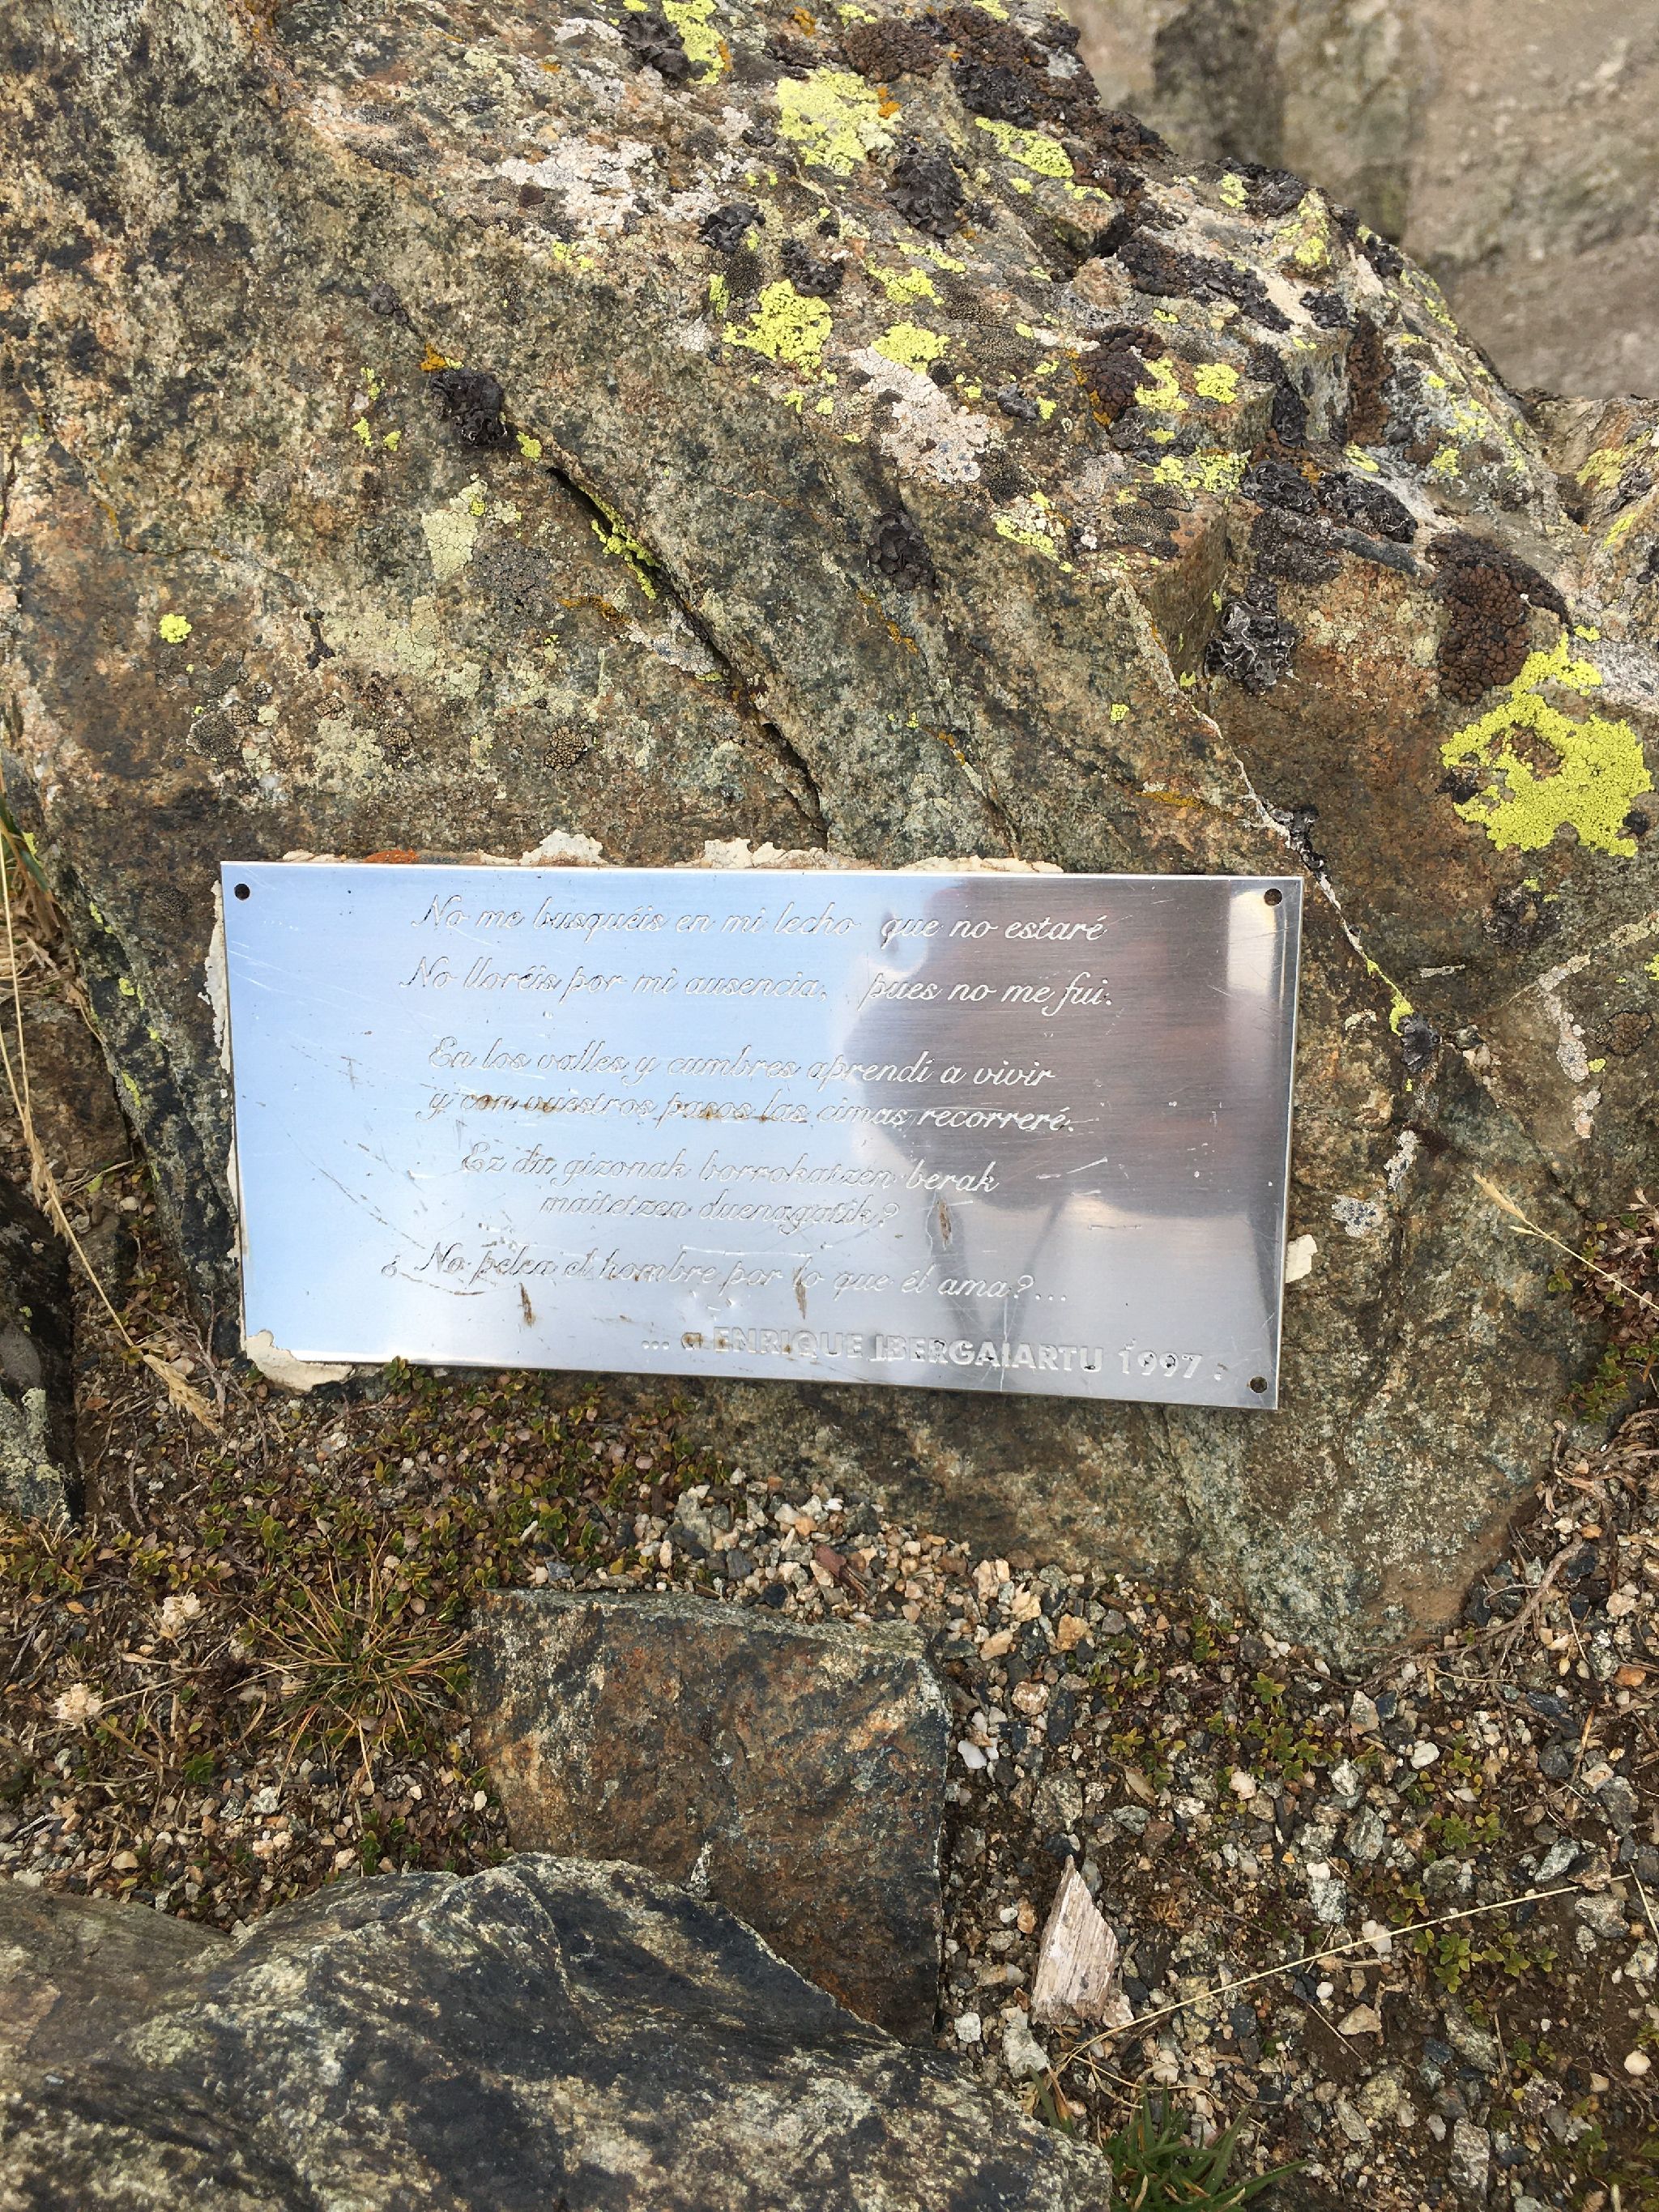 No me busquéis en mi lecho que no estaré
No lloréis por mi ausencia, pues no me fui.
En los valles y cumbres aprendí a vivir
y con vuestros pasos las cimas recorreré.
Ez du gizonak borrokatzen berak
maitetzen duenagatik?
¿ No pelea el hombre por lo que él ama?...
... a ENRIQUE IBERGAIARTU 1997.